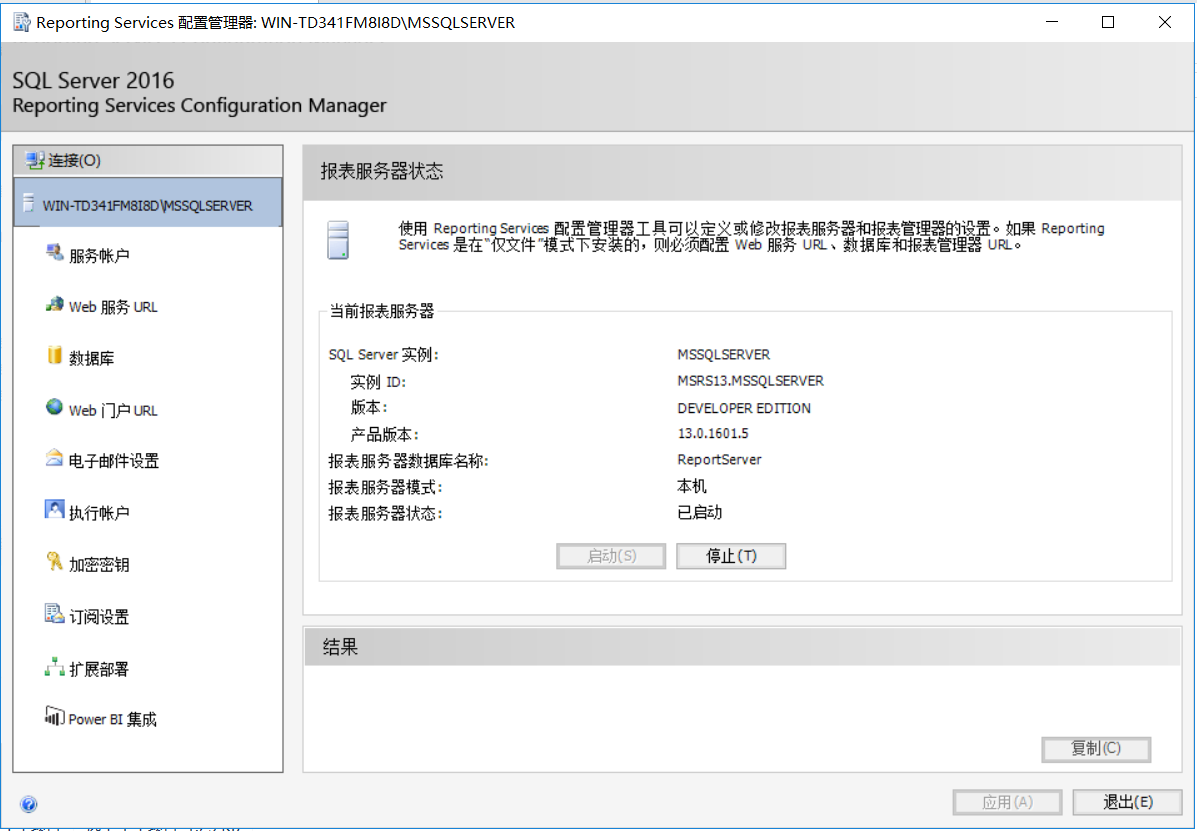 Reporting Services 配置管理器: WIN-TD341FM8I8D\MSSQLSERVER
SQL Server 2016
Reporting Services Configuration Manager
连接(O)
WIN-TD341FM8I8D\MSSQLSERVER
服务帐户
Web 服务 URL
数据库
Web 门户 URL
电子邮件设置
执行帐户
加密密钥
订阅设置
扩展部署
Power BI 集成
报表服务器状态
使用 Reporting Services 配置管理器工具可以定义或修改报表服务器和报表管理器的设置。如果 Reporting
Services 是在“仅文件”模式下安装的，则必须配置 Web 服务 URL、数据库和报表管理器 URL。
当前报表服务器
SQL Server 实例: MSSQLSERVER
实例 ID: MSRS13.MSSQLSERVER
版本: DEVELOPER EDITION
产品版本: 13.0.1601.5
报表服务器数据库名称: ReportServer
报表服务器模式: 本机
报表服务器状态: 已启动
启动(S) 停止(T)
结果
复制(C)
应用(A) 退出(E)